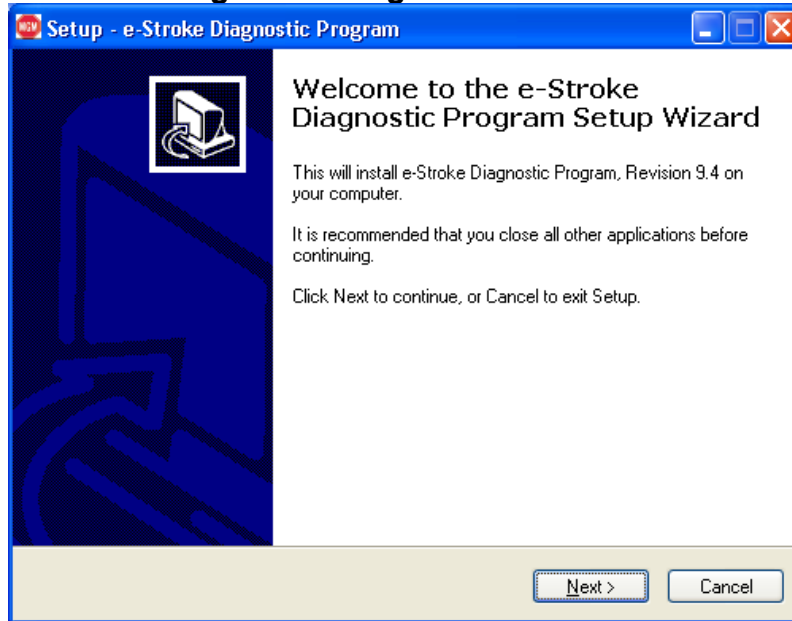 MGM Setup - e-Stroke Diagnostic Program
Welcome to the e-Stroke
Diagnostic Program Setup Wizard
This will install e-Stroke Diagnostic Program, Revision 9.4 on
your computer.
It is recommended that you close all other applications before
continuing.
Click Next to continue, or Cancel to exit Setup.
Next >
Cancel